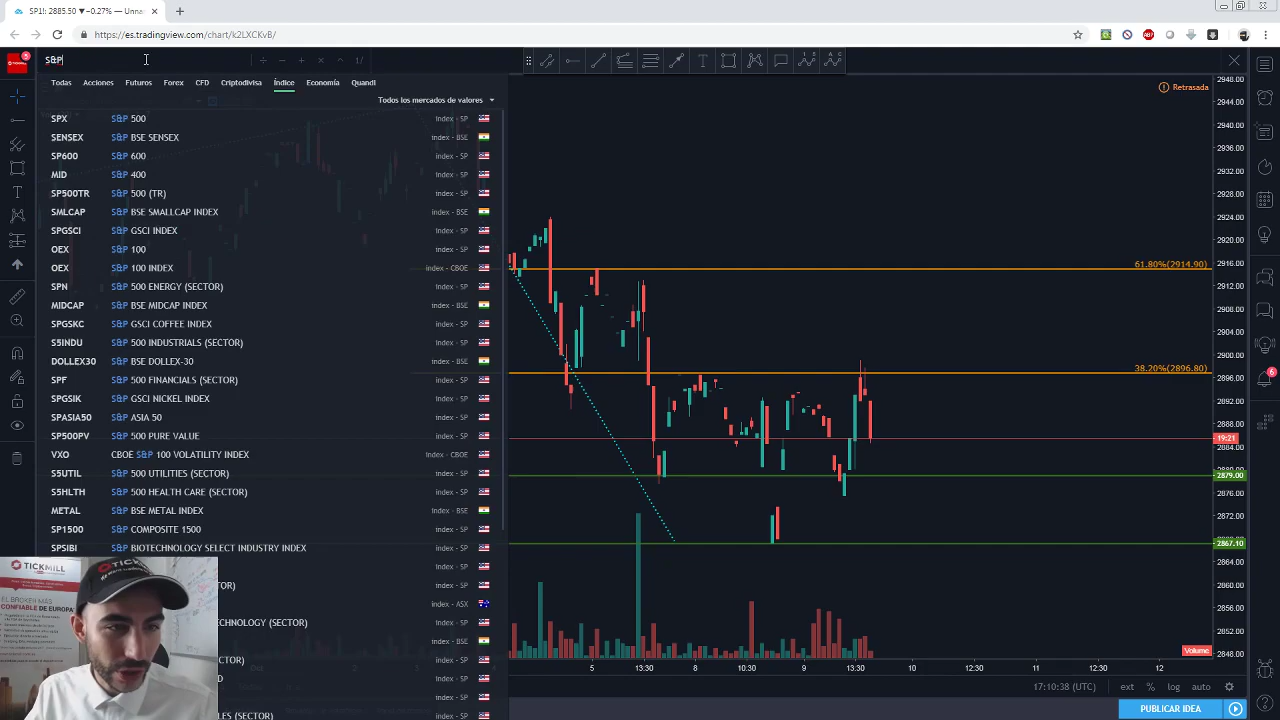 SP1!: 2885.50 ▼−0.27% — Unna
https://es.tradingview.com/chart/k2LXCKvB/
S&P
1/
Todas Acciones Futuros Forex CFD Criptodivisa Índice Economía Quandl
Todos los mercados de valores
Retrasada
SPX S&P 500 index - SP
SENSEX S&P BSE SENSEX index - BSE
SP600 S&P 600 index - SP
MID S&P 400 index - SP
SP500TR S&P 500 (TR) index - SP
SMLCAP S&P BSE SMALLCAP INDEX index - BSE
SPGSCI S&P GSCI INDEX index - SP
OEX S&P 100 index - SP
OEX S&P 100 INDEX index - CBOE
SPN S&P 500 ENERGY (SECTOR) index - SP
MIDCAP S&P BSE MIDCAP INDEX index - BSE
SPGSKC S&P GSCI COFFEE INDEX index - SP
S5INDU S&P 500 INDUSTRIALS (SECTOR) index - SP
DOLLEX30 S&P BSE DOLLEX-30 index - BSE
SPF S&P 500 FINANCIALS (SECTOR) index - SP
SPGSIK S&P GSCI NICKEL INDEX index - SP
SPASIA50 S&P ASIA 50 index - SP
SP500PV S&P 500 PURE VALUE index - SP
VXO CBOE S&P 100 VOLATILITY INDEX index - CBOE
S5UTIL S&P 500 UTILITIES (SECTOR) index - SP
S5HLTH S&P 500 HEALTH CARE (SECTOR) index - SP
METAL S&P BSE METAL INDEX index - BSE
SP1500 S&P COMPOSITE 1500 index - SP
SPSIBI S&P BIOTECHNOLOGY SELECT INDUSTRY INDEX index - SP
TOR) index - SP
index - ASX
CHNOLOGY (SECTOR) index - SP
index - BSE
CTOR) index - SP
D index - SP
index - SP
LES (SECTOR) index - SP
61.80%(2914.90)
38.20%(2896.80)
2948.00
2944.00
2940.00
2936.00
2932.00
2928.00
2924.00
2920.00
2916.00
2912.00
2908.00
2904.00
2900.00
2896.00
2892.00
2888.00
19:21
2879.00
2876.00
2872.00
2867.10
2864.00
2860.00
2856.00
2852.00
2848.00
Volume
5 13:30 8 10:30 9 13:30 10 12:30 11 12:30 12
17:10:38 (UTC) ext % log auto
PUBLICAR IDEA
TICKMILL
EL BROKER MÁS
CONFIABLE DE EUROPA
TICKMILL